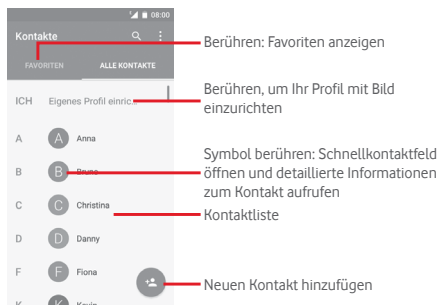 08:00
Kontakte
FAVORITEN
ALLE KONTAKTE
ICH Eigenes Profil einric...
A A Anna
B B Bruno
C C Christina
D D Danny
F F Fiona
K K Kevin
Berühren: Favoriten anzeigen
Berühren, um Ihr Profil mit Bild
einzurichten
Symbol berühren: Schnellkontaktfeld
öffnen und detaillierte Informationen
zum Kontakt aufrufen
Kontaktliste
Neuen Kontakt hinzufügen